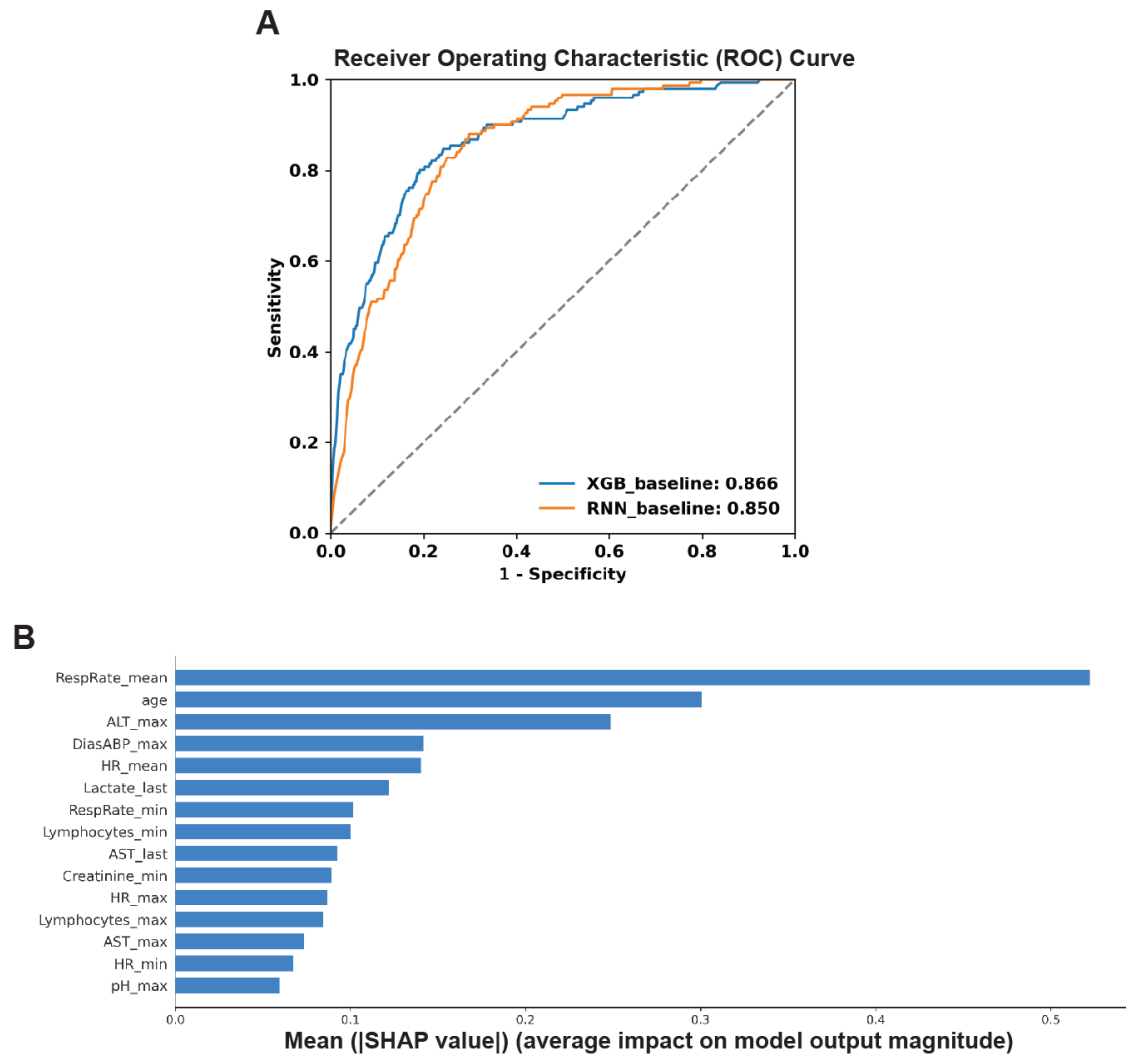 A
Receiver Operating Characteristic (ROC) Curve
1.0
0.8
0.6
0.4
0.2
0.0
Sensitivity
XGB_baseline: 0.866
RNN_baseline: 0.850
0.0 0.2 0.4 0.6 0.8 1.0
1 - Specificity
B
RespRate_mean
age
ALT_max
DiasABP_max
HR_mean
Lactate_last
RespRate_min
Lymphocytes_min
AST_last
Creatinine_min
HR_max
Lymphocytes_max
AST_max
HR_min
pH_max
0.0 0.1 0.2 0.3 0.4 0.5
Mean (|SHAP value|) (average impact on model output magnitude)